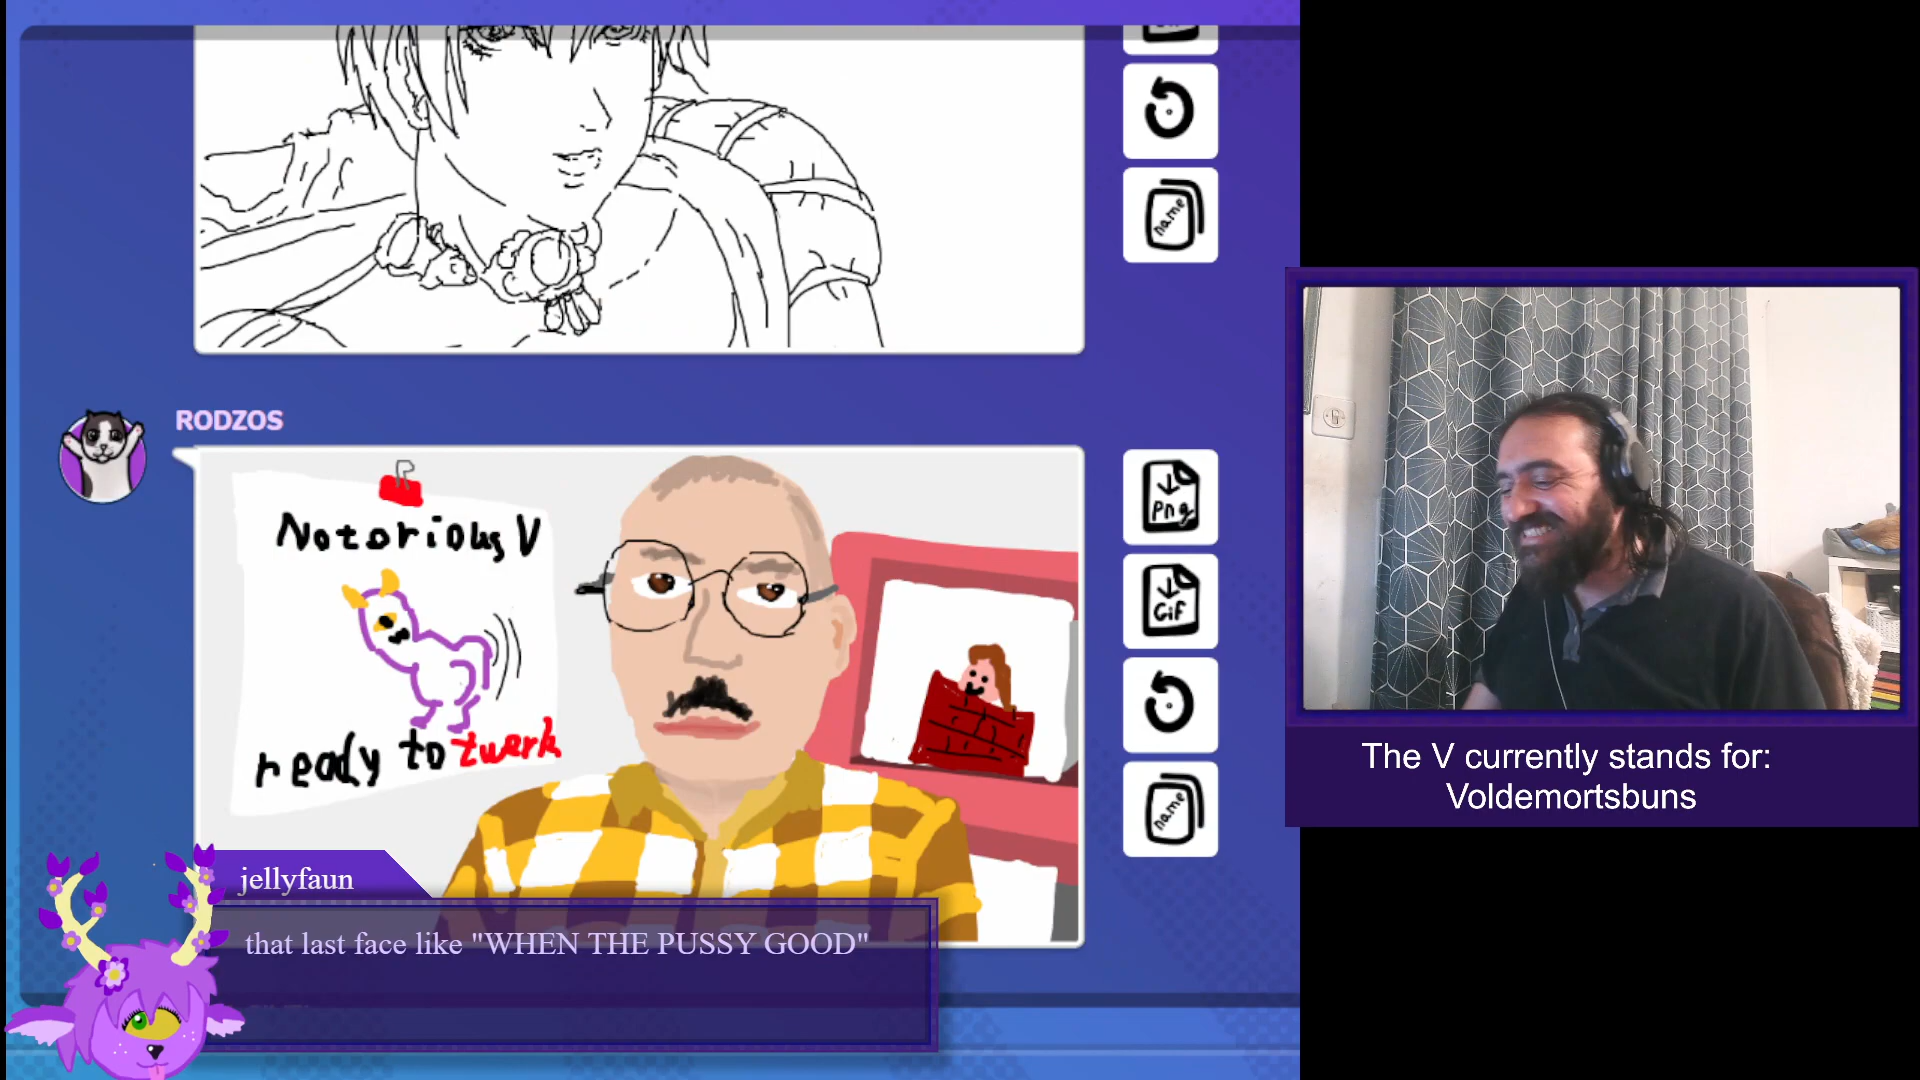 name
RODZOS
Notorious V
ready to twerk
Png
Gif
name
jellyfaun
that last face like "WHEN THE PUSSY GOOD"
The V currently stands for:
Voldemortsbuns